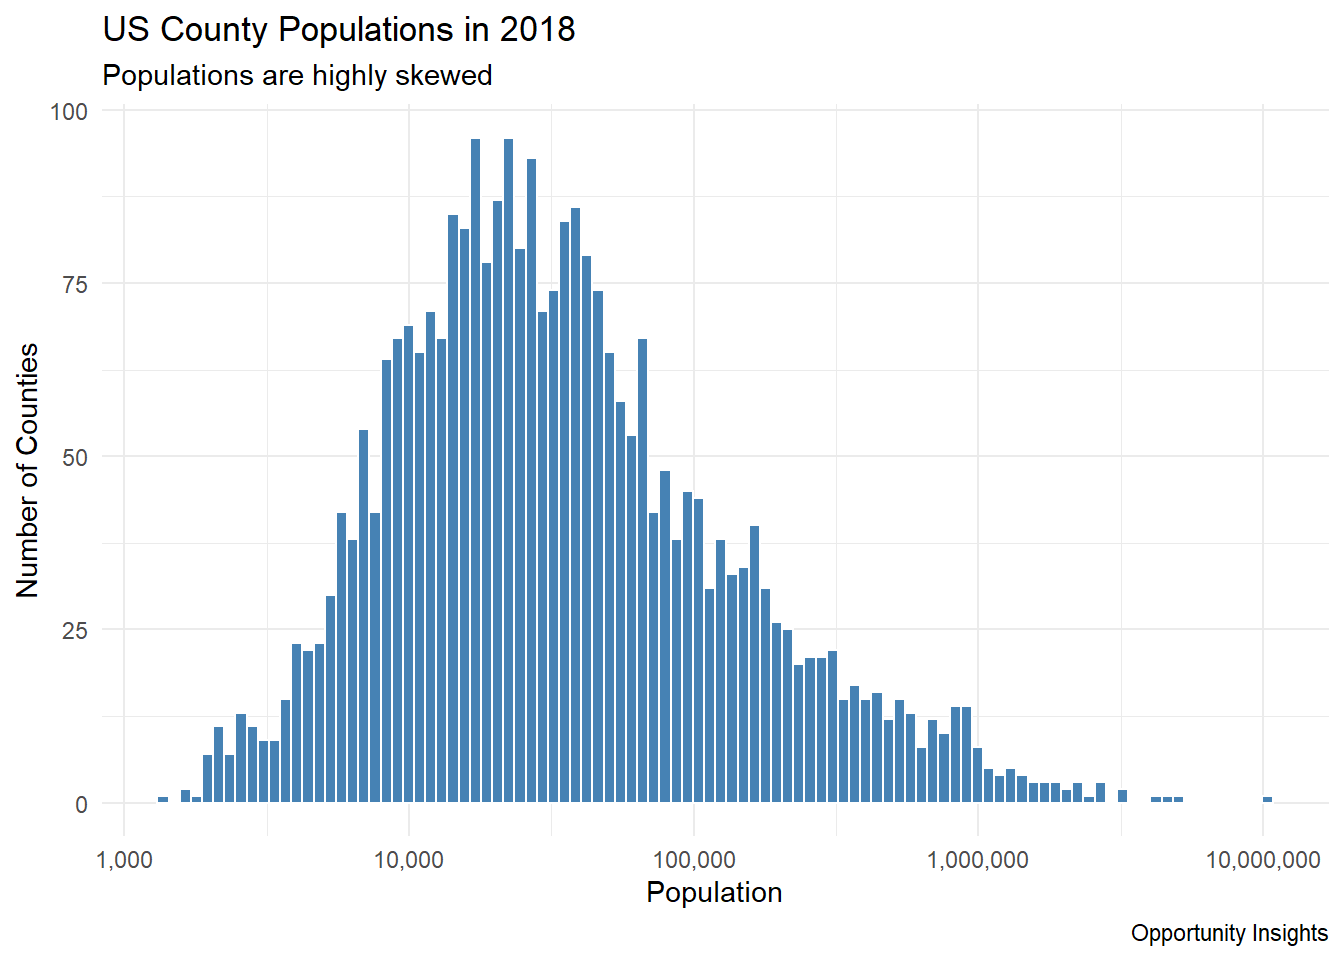 US County Populations in 2018
Populations are highly skewed
100
75
50
25
0
Number of Counties
1,000
10,000
100,000
1,000,000
10,000,000
Population
Opportunity Insights